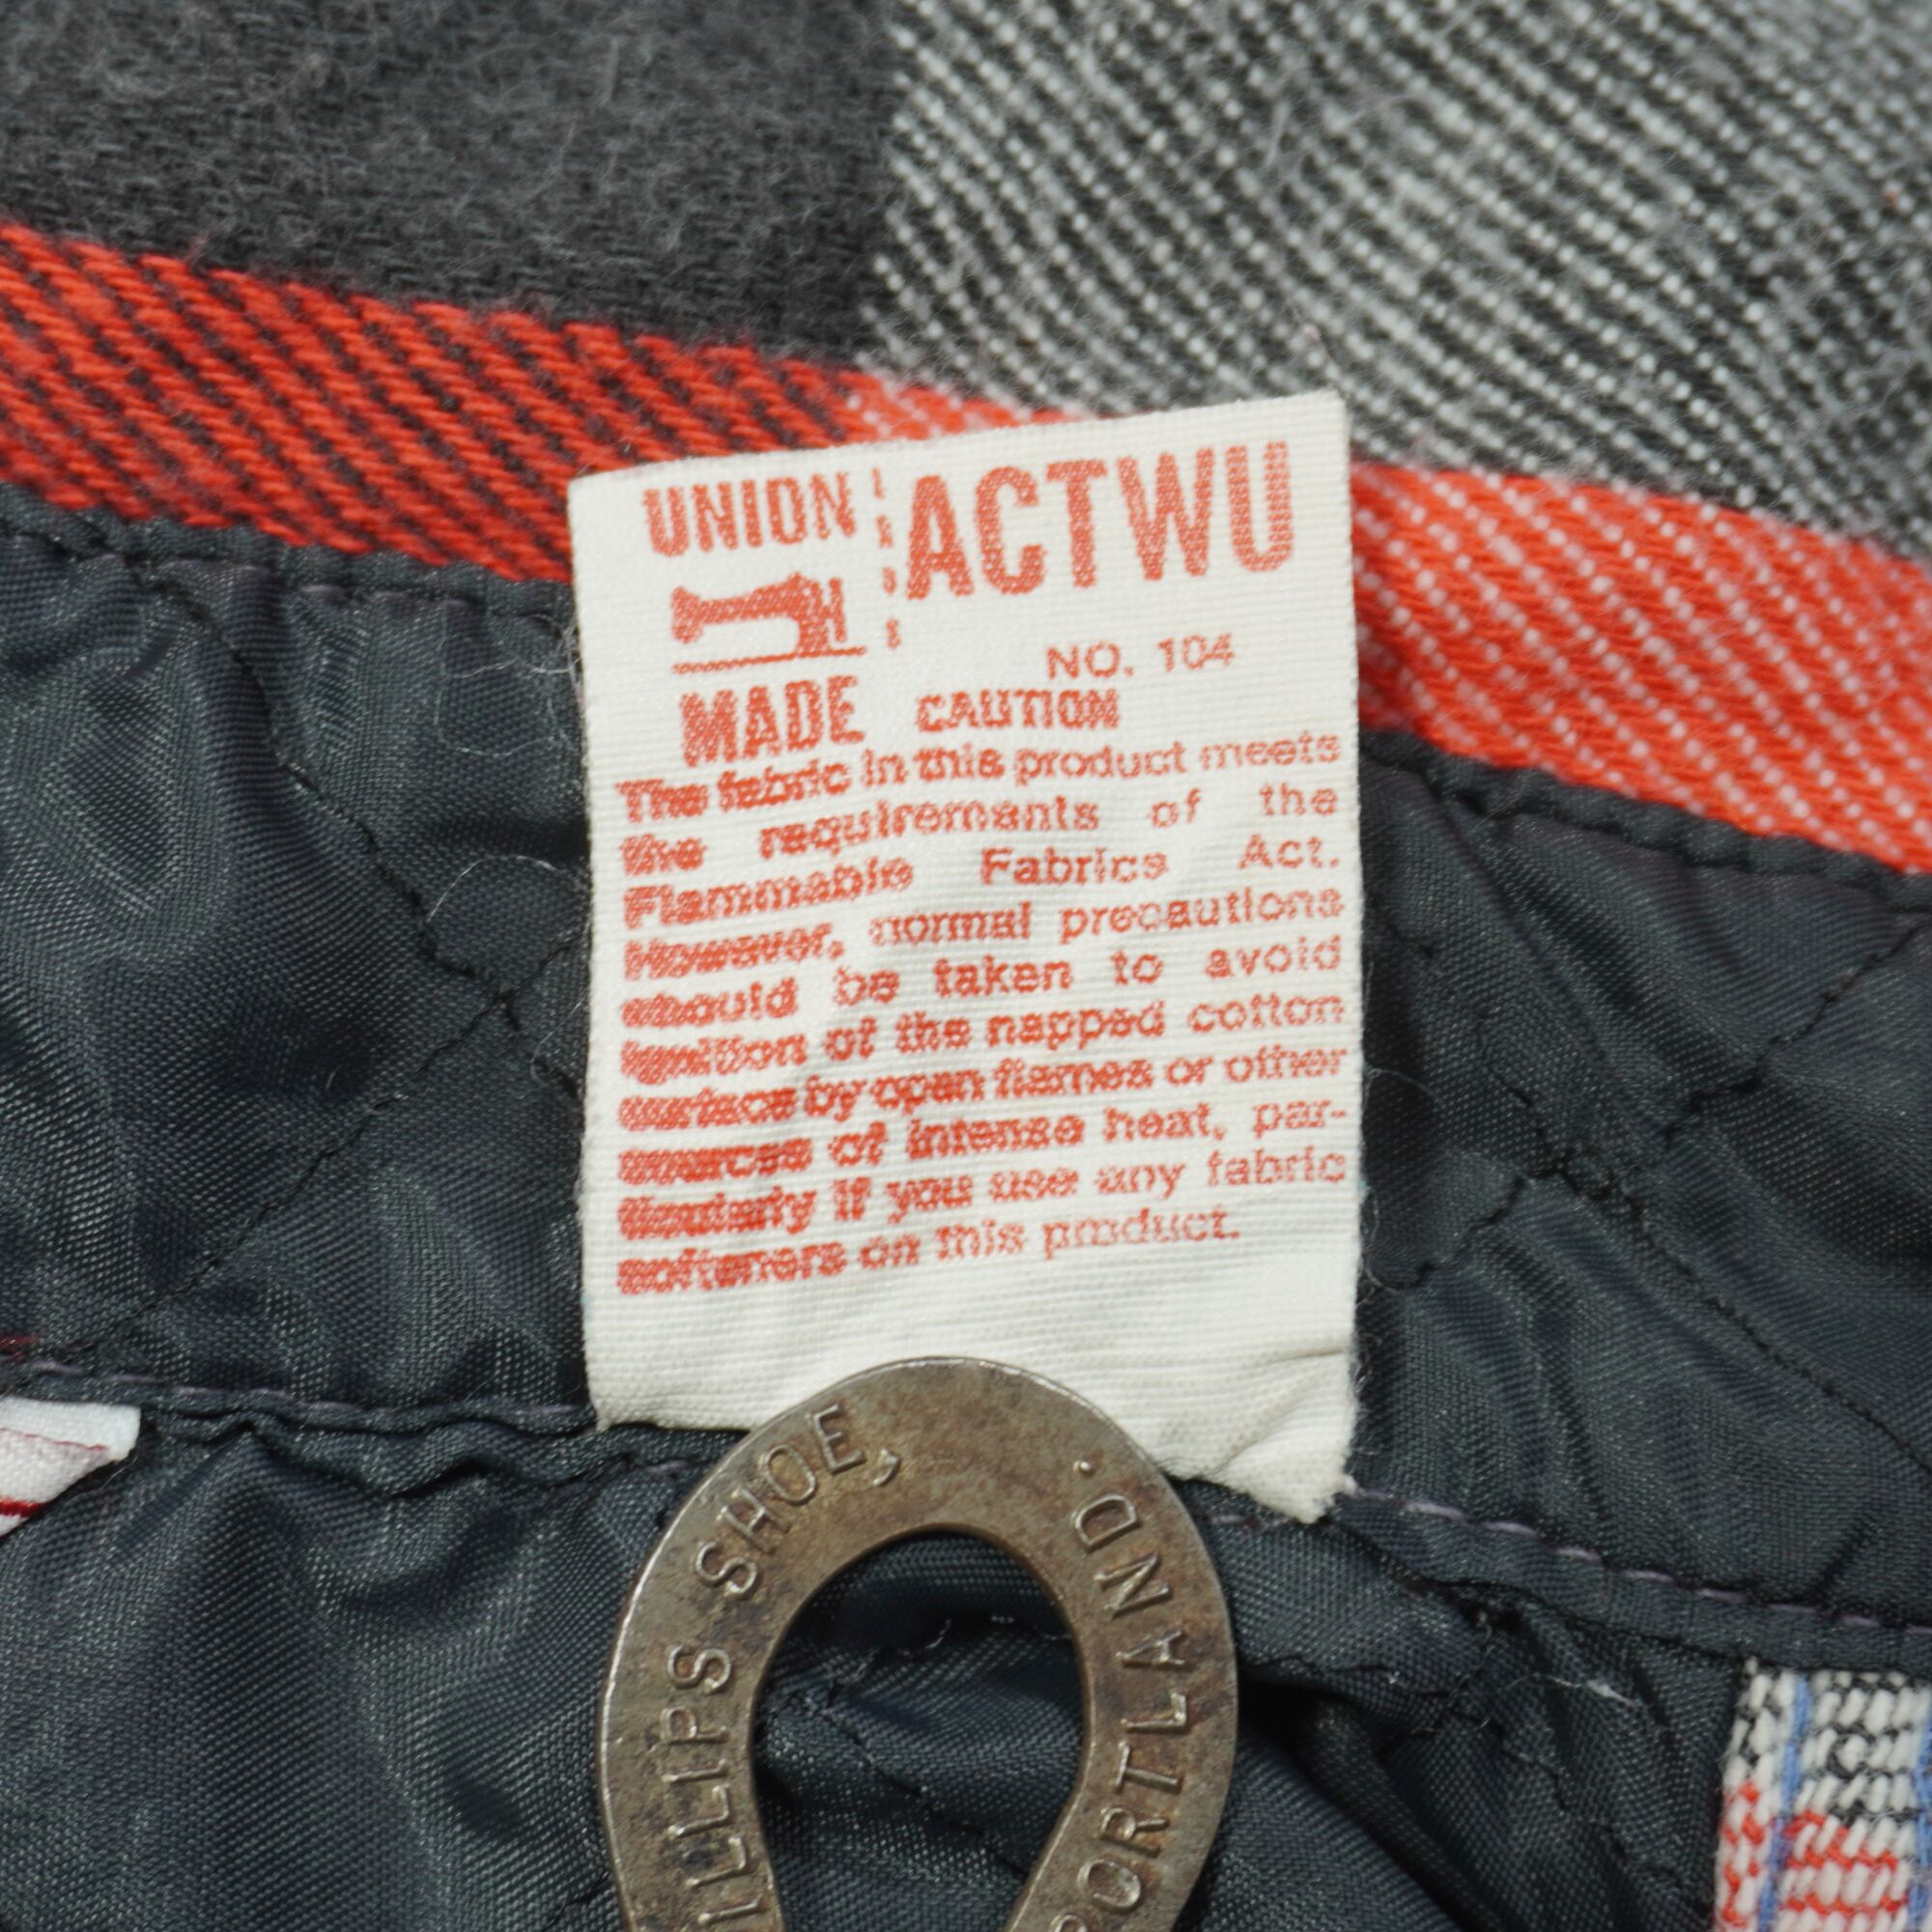 UNION
ACTWU
NO. 104
MADE
CAUTION
The fabric in this product meets
the requirements of the
Flammable Fabrics Act.
However, normal precautions
should be taken to avoid
ignition of the napped cotton
surface by open flames or other
sources of intense heat, par-
ticularly if you use any fabric
softeners on this product.
ILLIPS SHOE,
PORTLAND.